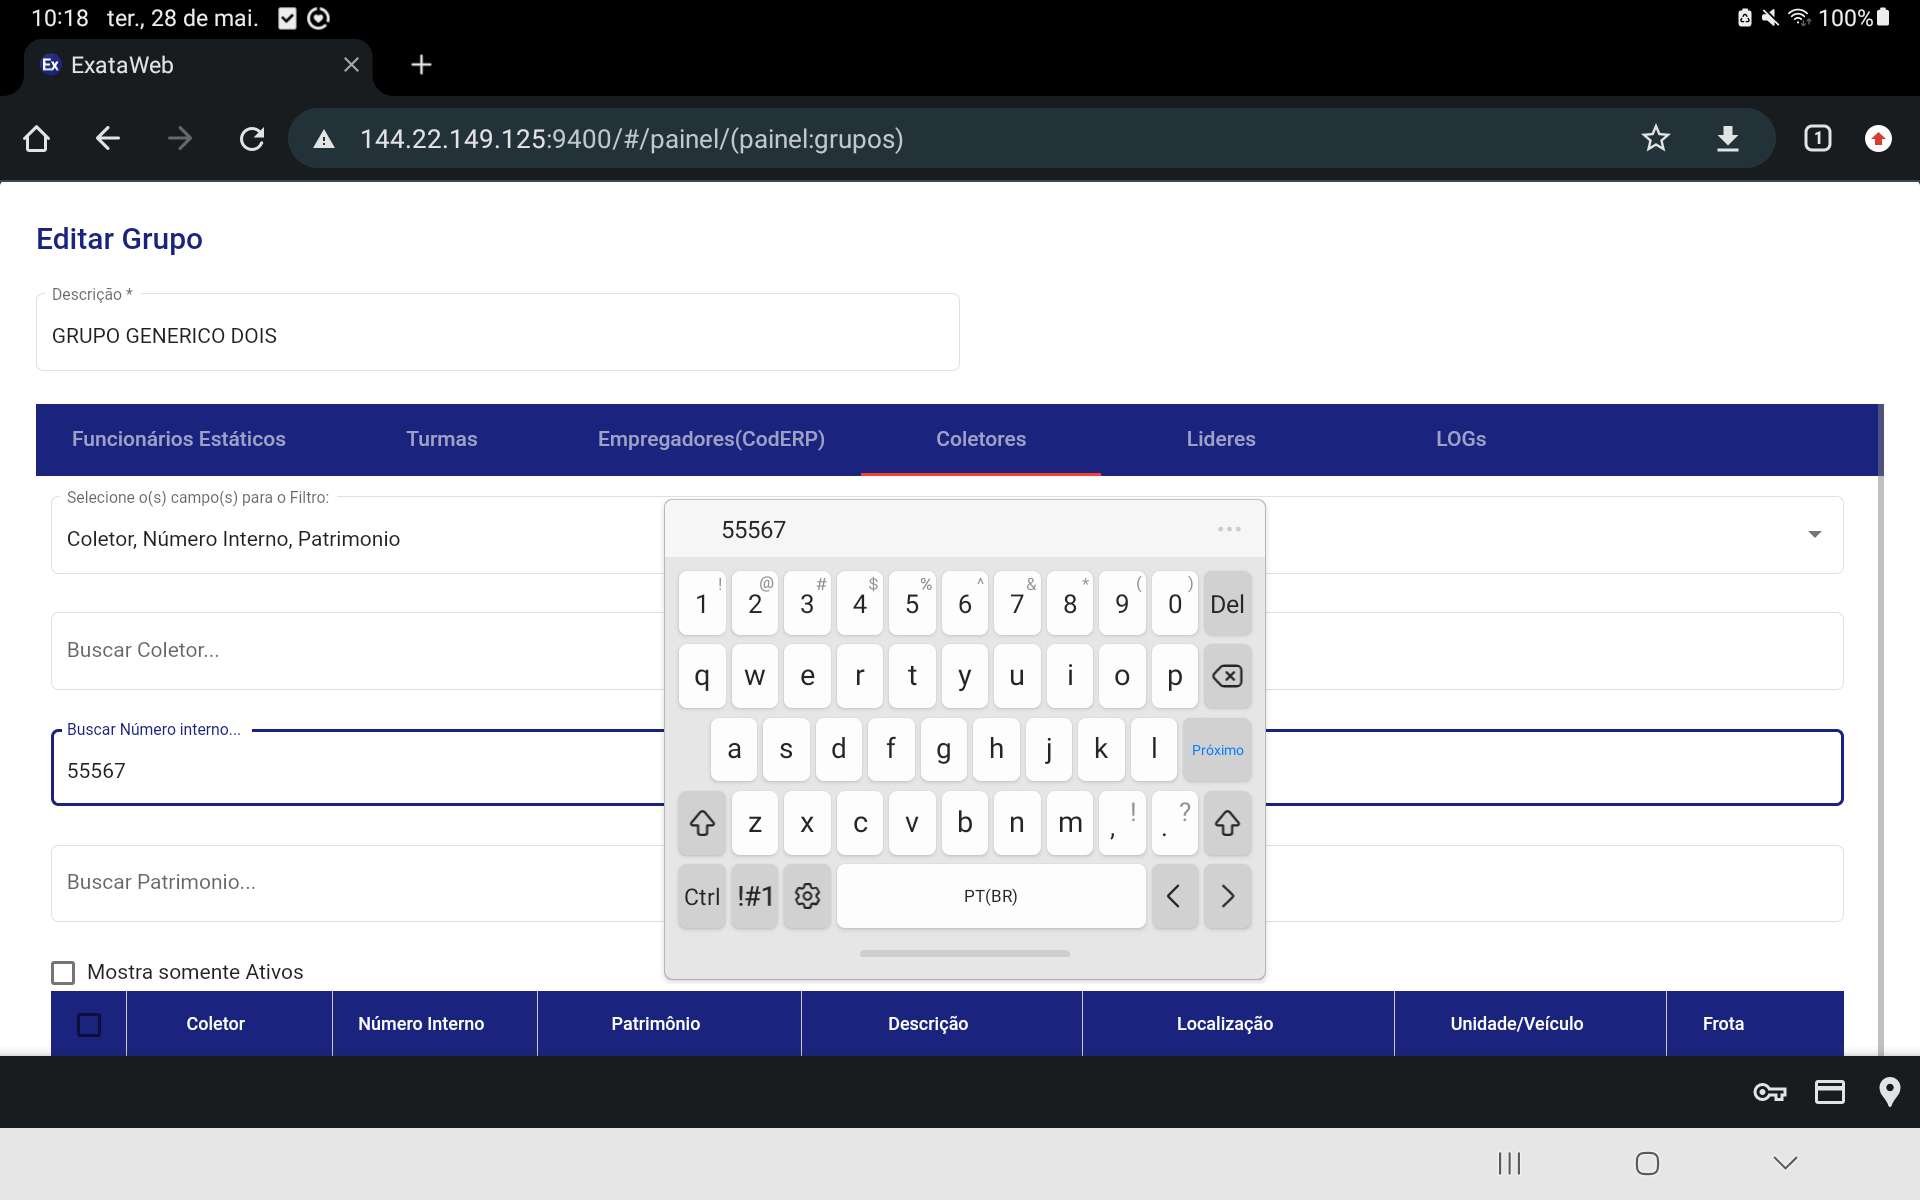 10:18 ter., 28 de mai. 100%
Ex ExataWeb
144.22.149.125:9400/#/painel/(painel:grupos) 1
Editar Grupo
Descrição *
GRUPO GENERICO DOIS
Funcionários Estáticos Turmas Empregadores(CodERP) Coletores Lideres LOGs
Selecione o(s) campo(s) para o Filtro:
Coletor, Número Interno, Patrimonio
Buscar Coletor...
Buscar Número interno...
55567
Buscar Patrimonio...
55567 ...
! @ # $ % ^ & * ( )
1 2 3 4 5 6 7 8 9 0 Del
q w e r t y u i o p
a s d f g h j k l Próximo
z x c v b n m , ! . ?
Ctrl !#1 PT(BR) < >
Mostra somente Ativos
Coletor Número Interno Patrimônio Descrição Localização Unidade/Veículo Frota